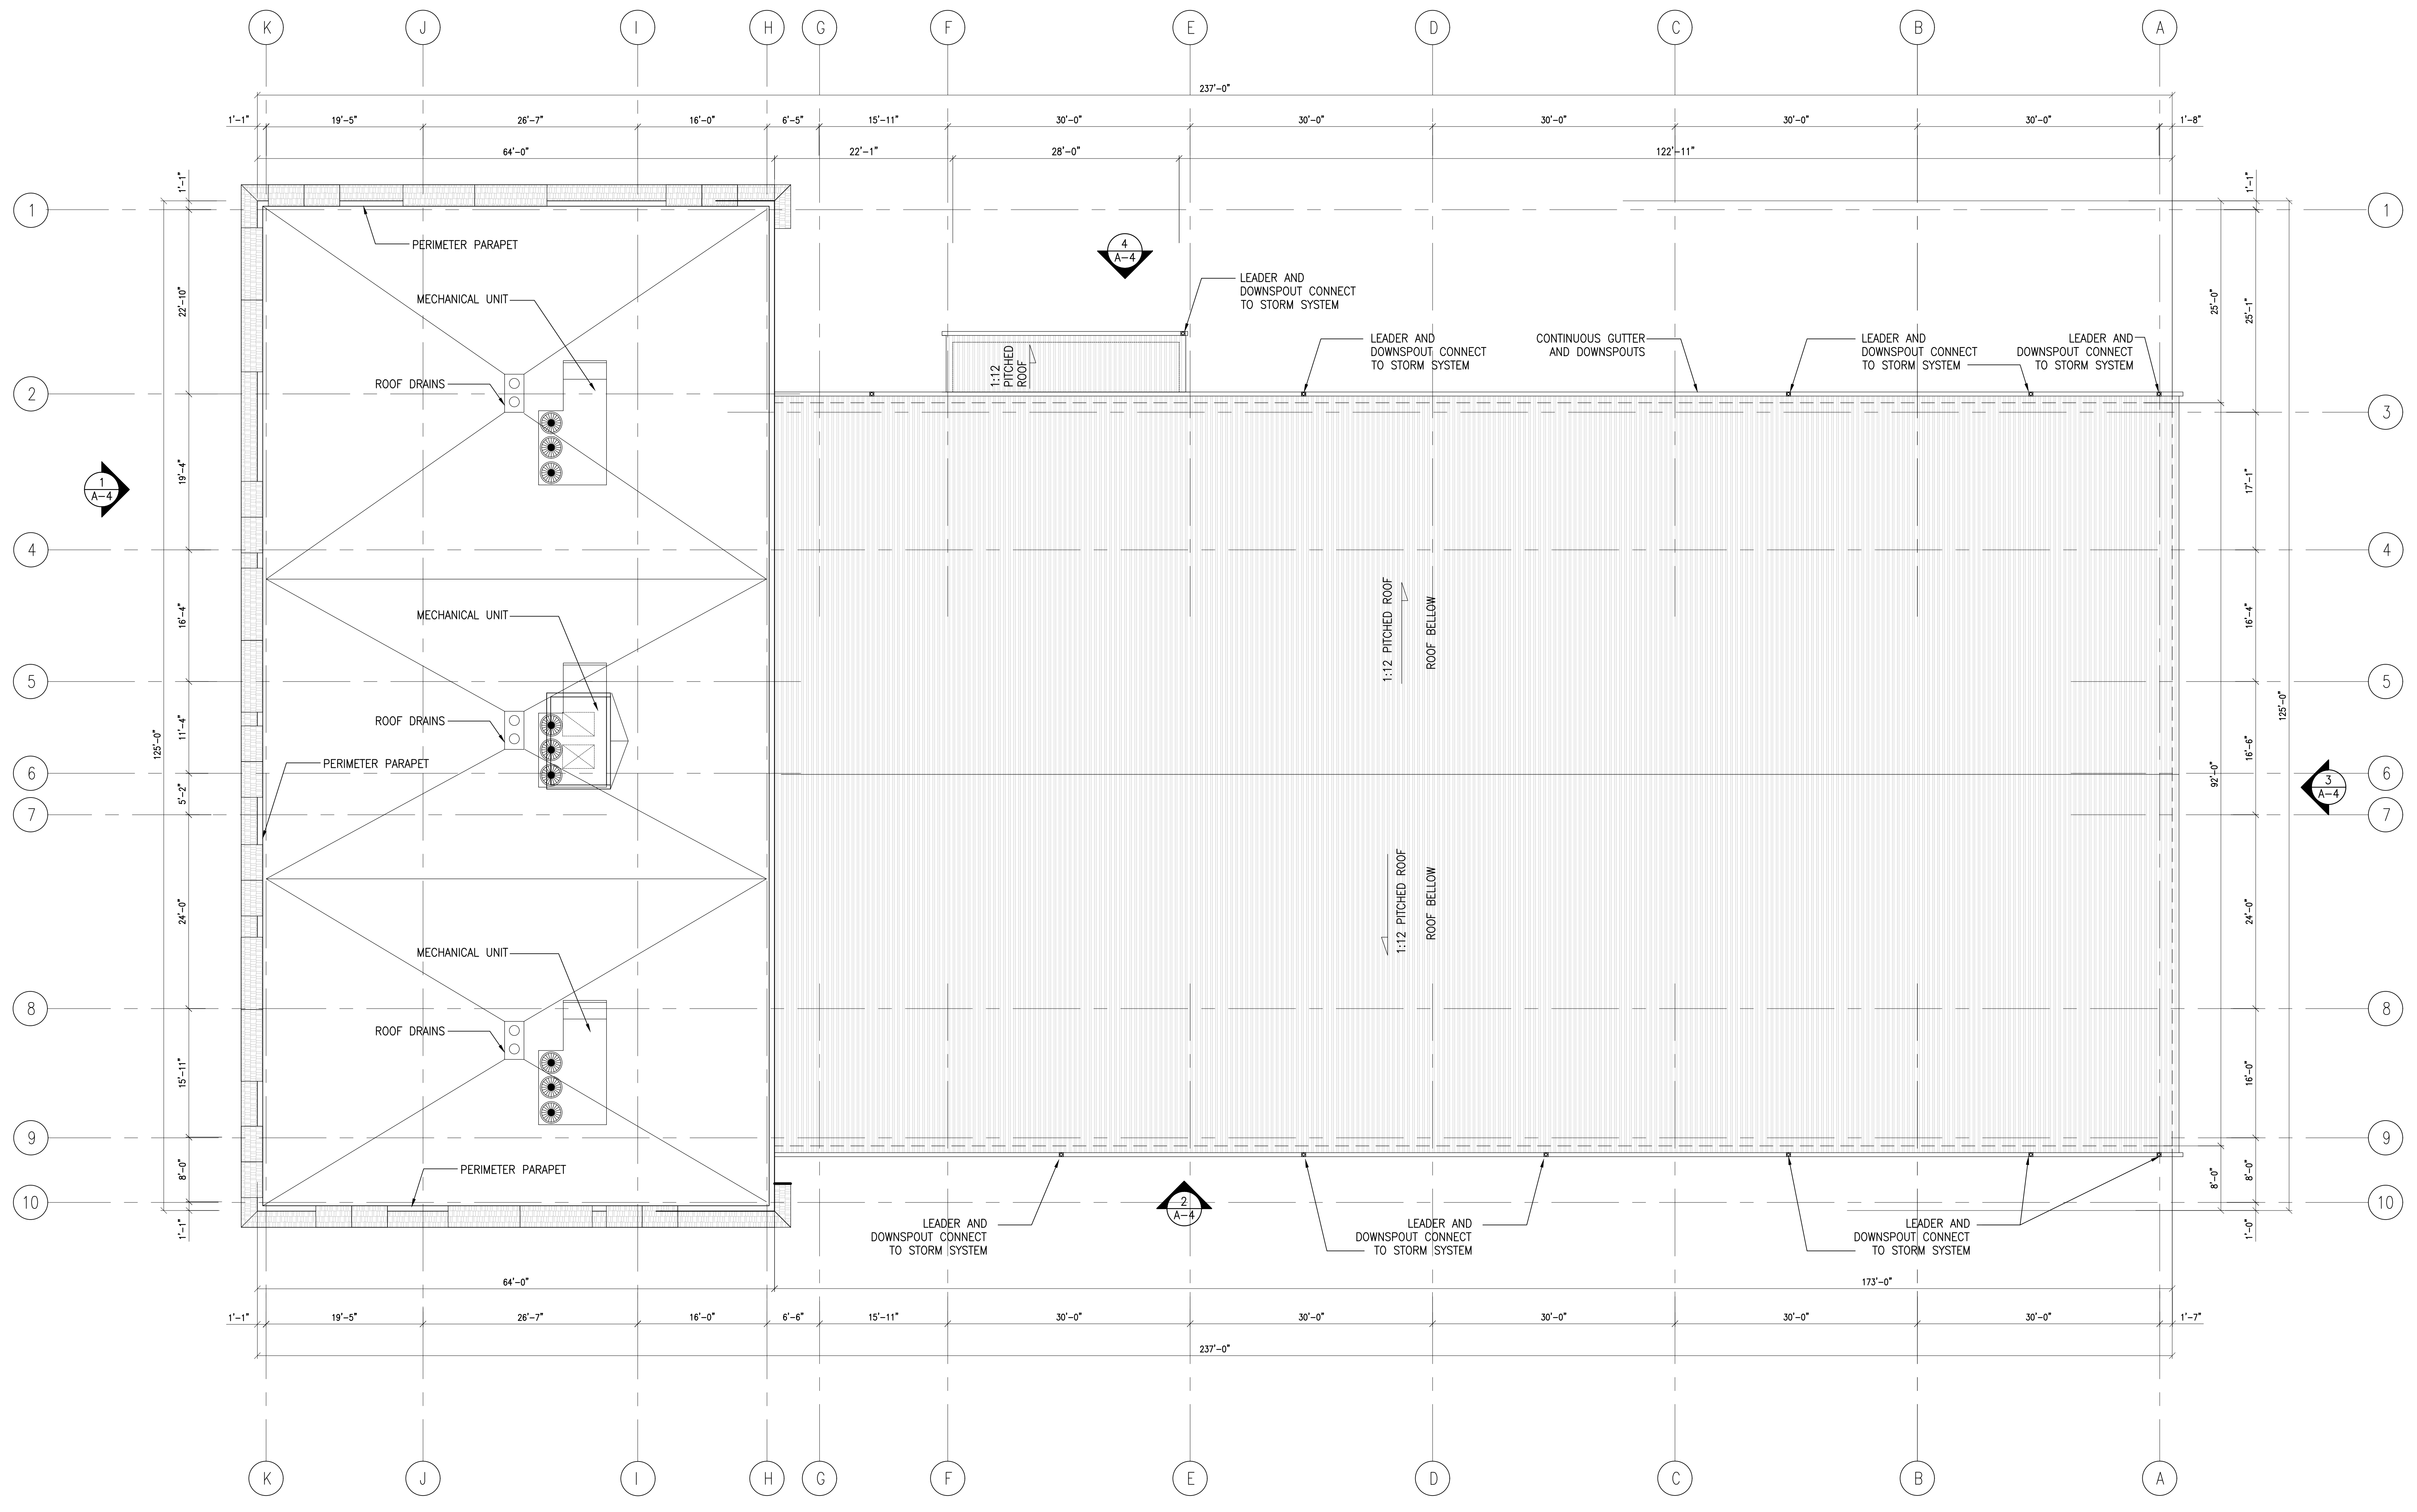 K J I H G F E D C B A
237'-0"
1'-1" 19'-5" 26'-7" 16'-0" 6'-5" 15'-11" 30'-0" 30'-0" 30'-0" 30'-0" 30'-0" 1'-8"
64'-0" 22'-1" 28'-0" 122'-11"
1'-1"
22'-10"
19'-4"
16'-4"
11'-4"
5'-2"
24'-0"
15'-11"
8'-0"
1'-1"
125'-0"
1
2
4
5
6
7
8
9
10
1
A-4
PERIMETER PARAPET
MECHANICAL UNIT
ROOF DRAINS
MECHANICAL UNIT
ROOF DRAINS
PERIMETER PARAPET
MECHANICAL UNIT
ROOF DRAINS
PERIMETER PARAPET
4
A-4
LEADER AND
DOWNSPOUT CONNECT
TO STORM SYSTEM
1:12
PITCHED
ROOF
LEADER AND
DOWNSPOUT CONNECT
TO STORM SYSTEM
CONTINUOUS GUTTER
AND DOWNSPOUTS
LEADER AND
DOWNSPOUT CONNECT
TO STORM SYSTEM
LEADER AND
DOWNSPOUT CONNECT
TO STORM SYSTEM
1:12 PITCHED ROOF
ROOF BELLOW
1:12 PITCHED ROOF
ROOF BELLOW
LEADER AND
DOWNSPOUT CONNECT
TO STORM SYSTEM
2
A-4
LEADER AND
DOWNSPOUT CONNECT
TO STORM SYSTEM
LEADER AND
DOWNSPOUT CONNECT
TO STORM SYSTEM
25'-0"
92'-0"
8'-0"
1'-1"
25'-1"
17'-1"
16'-4"
16'-6"
24'-0"
16'-0"
8'-0"
1'-0"
125'-0"
3
A-4
1
3
4
5
6
7
8
9
10
64'-0" 173'-0"
1'-1" 19'-5" 26'-7" 16'-0" 6'-6" 15'-11" 30'-0" 30'-0" 30'-0" 30'-0" 30'-0" 1'-7"
237'-0"
K J I H G F E D C B A